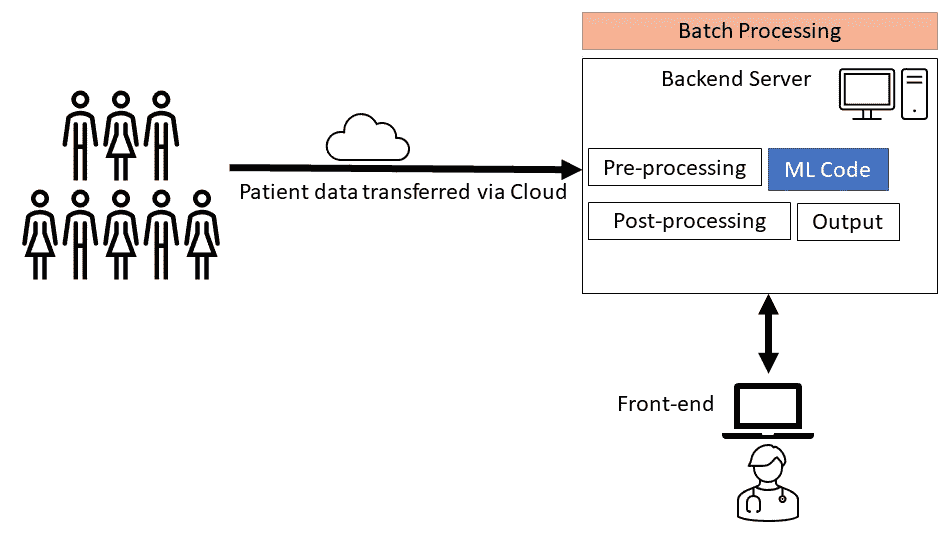 Batch Processing
Backend Server
Patient data transferred via Cloud
Pre-processing
ML Code
Post-processing
Output
Front-end